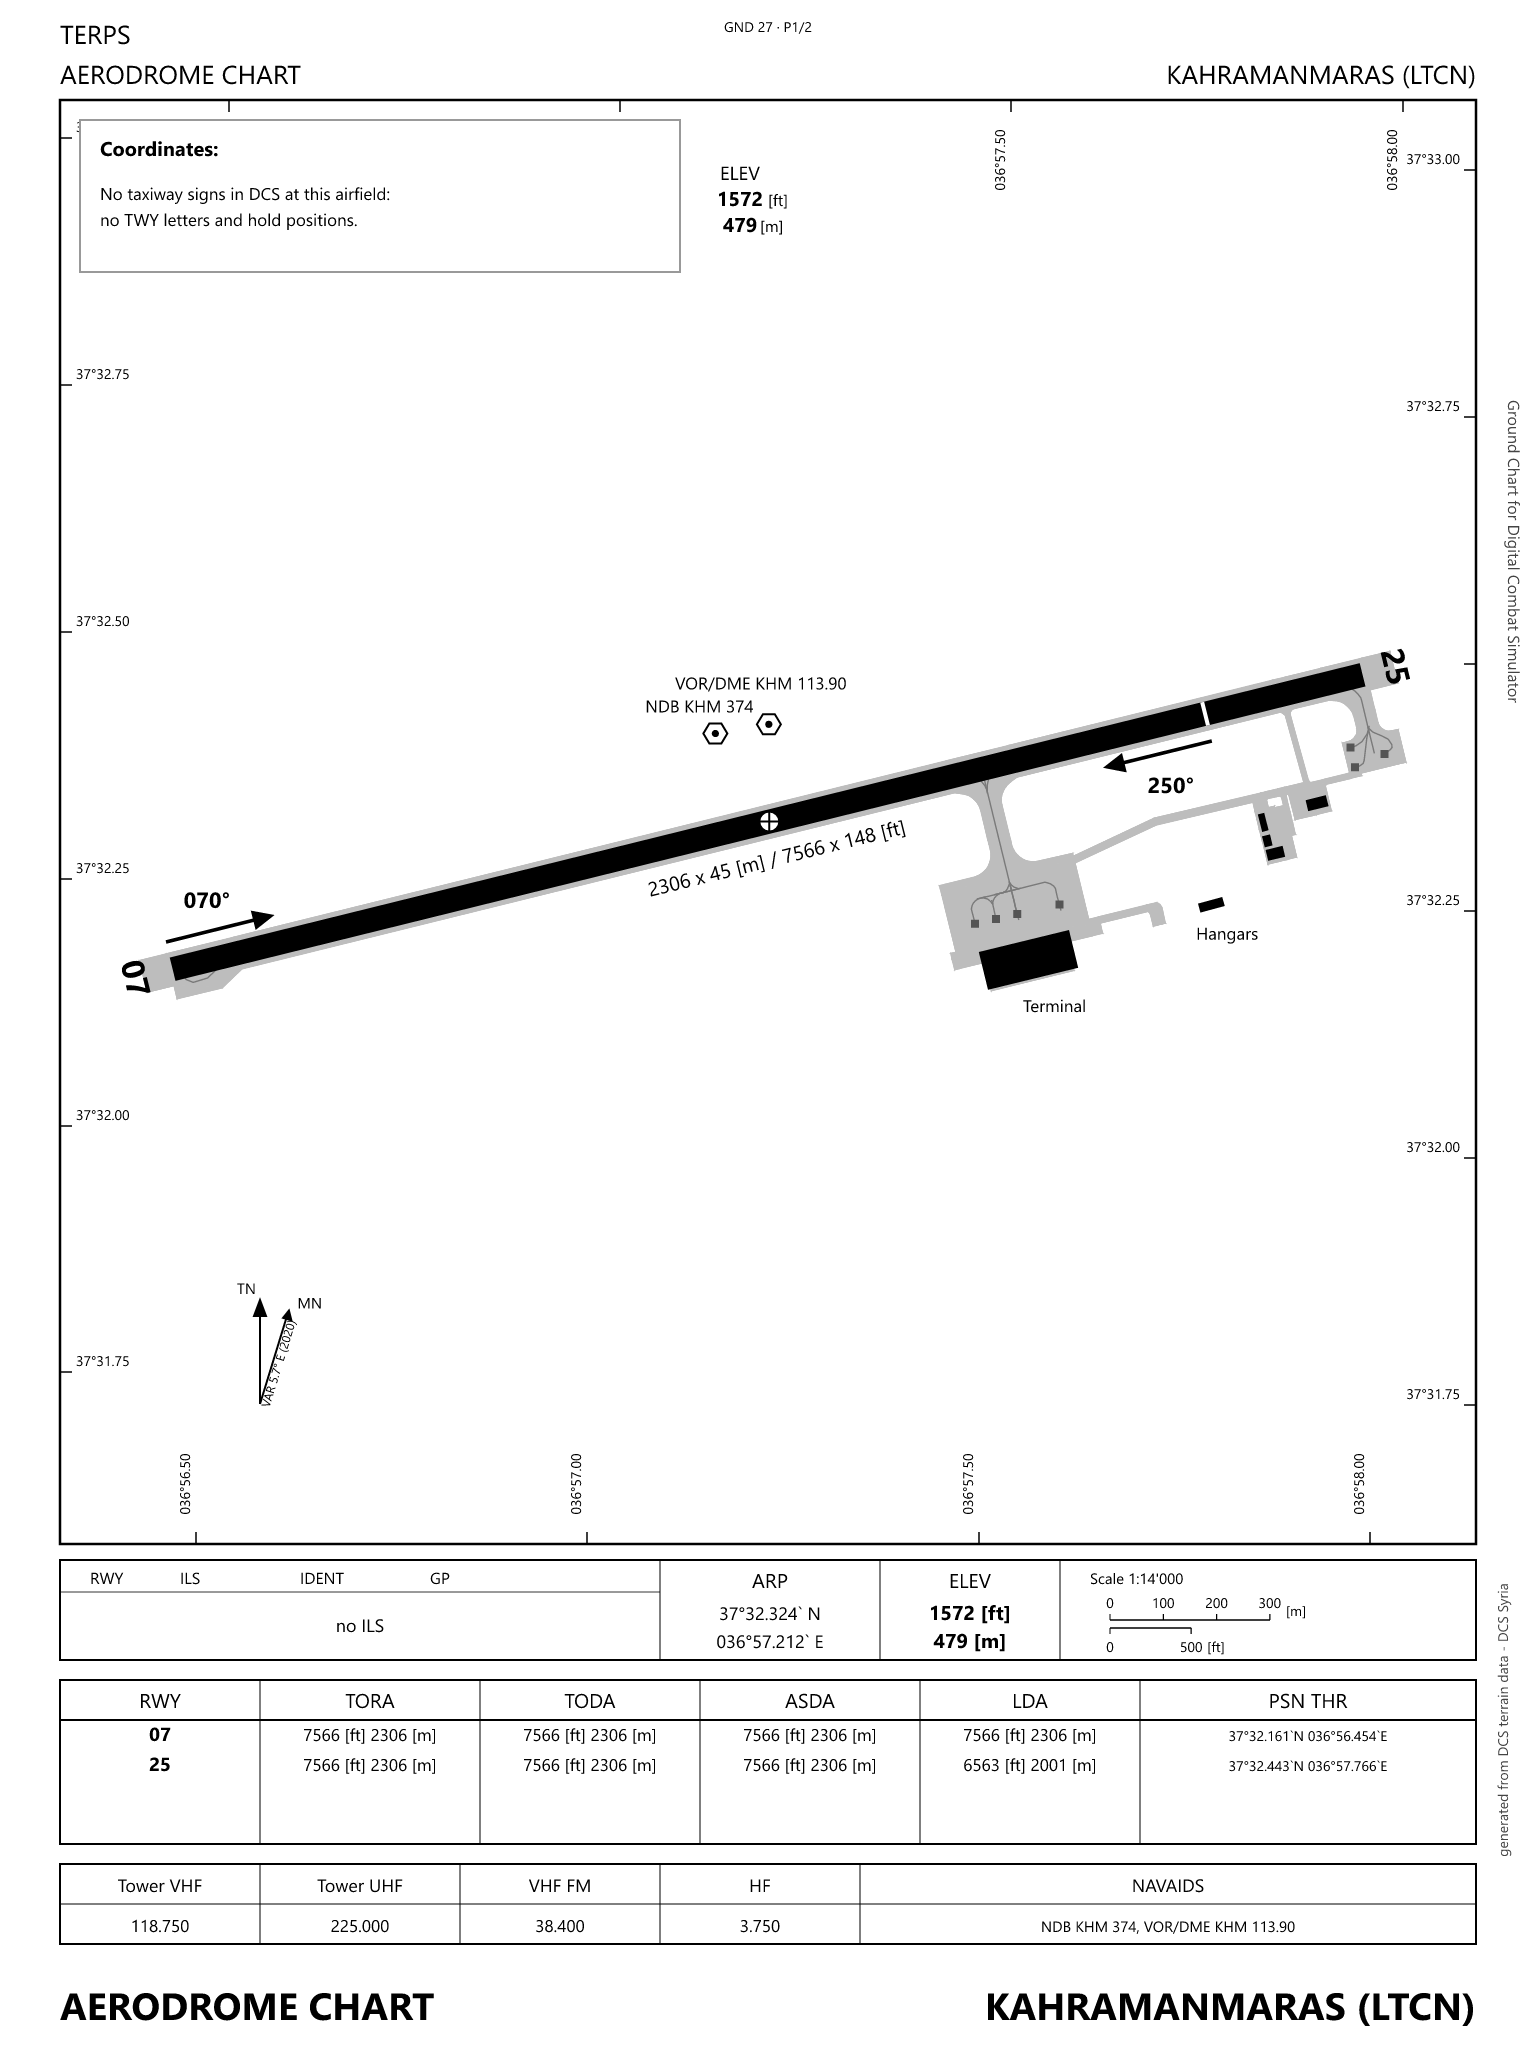 GND 27 · P1/2
TERPS
AERODROME CHART
KAHRAMANMARAS (LTCN)
Coordinates:
No taxiway signs in DCS at this airfield:
no TWY letters and hold positions.
ELEV
1572 [ft]
479 [m]
036°57.50
036°58.00
37°33.00
37°32.75
37°32.75
37°32.50
37°32.25
37°32.25
37°32.00
37°32.00
37°31.75
37°31.75
VOR/DME KHM 113.90
NDB KHM 374
25
250°
2306 x 45 [m] / 7566 x 148 [ft]
070°
07
Hangars
Terminal
TN
MN
VAR 5.7° E (2020)
036°56.50
036°57.00
036°57.50
036°58.00
Ground Chart for Digital Combat Simulator
RWY ILS IDENT GP
no ILS
ARP
37°32.324` N
036°57.212` E
ELEV
1572 [ft]
479 [m]
Scale 1:14'000
0 100 200 300 [m]
0 500 [ft]
RWY TORA TODA ASDA LDA PSN THR
07 7566 [ft] 2306 [m] 7566 [ft] 2306 [m] 7566 [ft] 2306 [m] 7566 [ft] 2306 [m] 37°32.161`N 036°56.454`E
25 7566 [ft] 2306 [m] 7566 [ft] 2306 [m] 7566 [ft] 2306 [m] 6563 [ft] 2001 [m] 37°32.443`N 036°57.766`E
generated from DCS terrain data - DCS Syria
Tower VHF Tower UHF VHF FM HF NAVAIDS
118.750 225.000 38.400 3.750 NDB KHM 374, VOR/DME KHM 113.90
AERODROME CHART
KAHRAMANMARAS (LTCN)